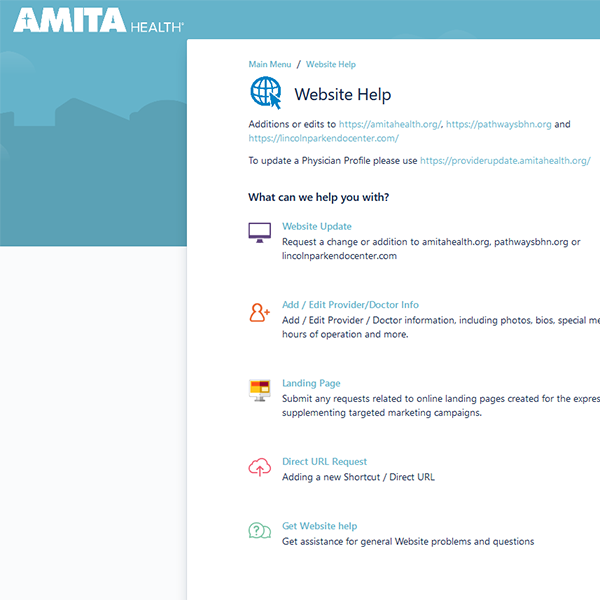 AMITA HEALTH®
Main Menu / Website Help
Website Help
Additions or edits to https://amitahealth.org/, https://pathwaysbhn.org and
https://lincolnparkendocenter.com/
To update a Physician Profile please use https://providerupdate.amitahealth.org/
What can we help you with?
Website Update
Request a change or addition to amitahealth.org, pathwaysbhn.org or
lincolnparkendocenter.com
Add / Edit Provider/Doctor Info
Add / Edit Provider / Doctor information, including photos, bios, special
hours of operation and more.
Landing Page
Submit any requests related to online landing pages created for the
supplementing targeted marketing campaigns.
Direct URL Request
Adding a new Shortcut / Direct URL
Get Website help
Get assistance for general Website problems and questions